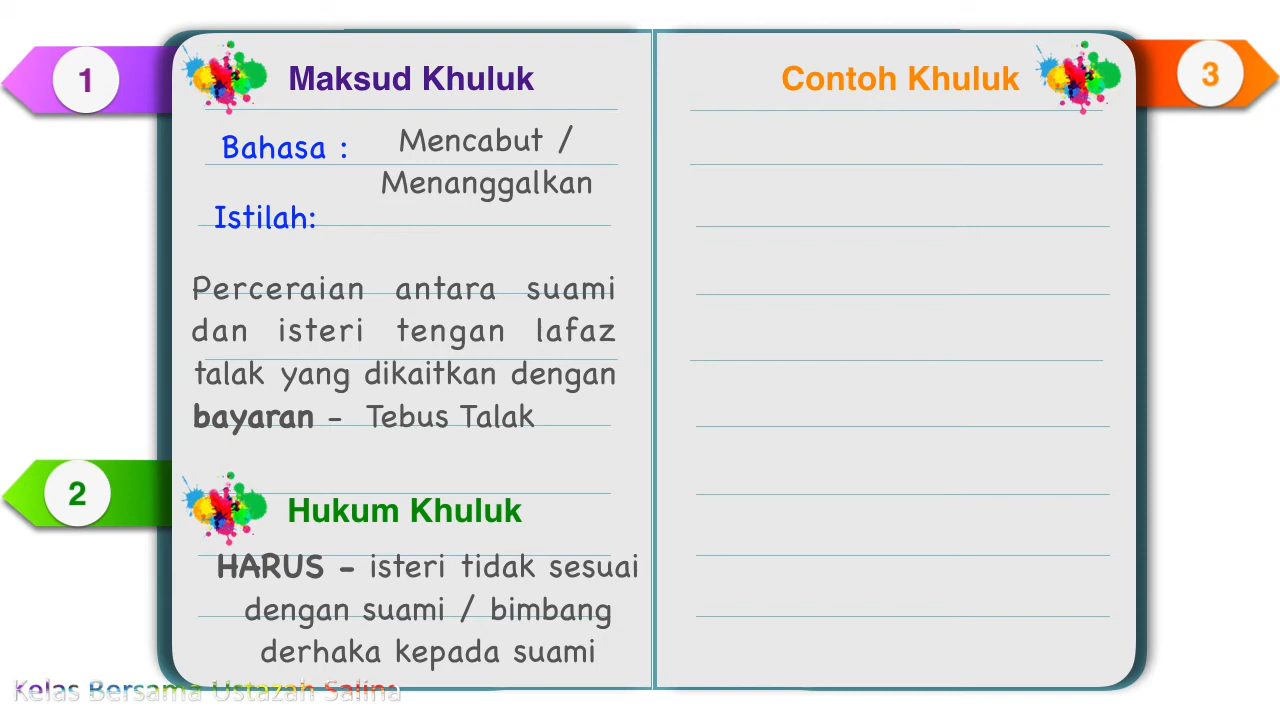 1
Maksud Khuluk
Bahasa :
Mencabut /
Menanggalkan
Istilah:
Perceraian antara suami
dan isteri tengan lafaz
talak yang dikaitkan dengan
bayaran - Tebus Talak
2
Hukum Khuluk
HARUS - isteri tidak sesuai
dengan suami / bimbang
derhaka kepada suami
Contoh Khuluk
3
Kelas Bersama Ustazah Salina